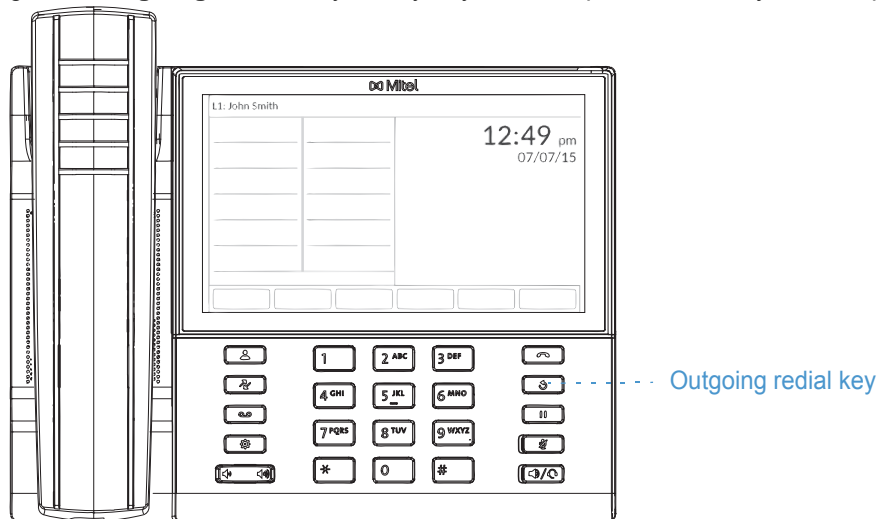 Mitel
L1: John Smith
12:49 pm
07/07/15
1
2 ABC
3 DEF
4 GHI
5 JKL
6 MNO
7 PQRS
8 TUV
9 WXYZ
*
0
#
Outgoing redial key